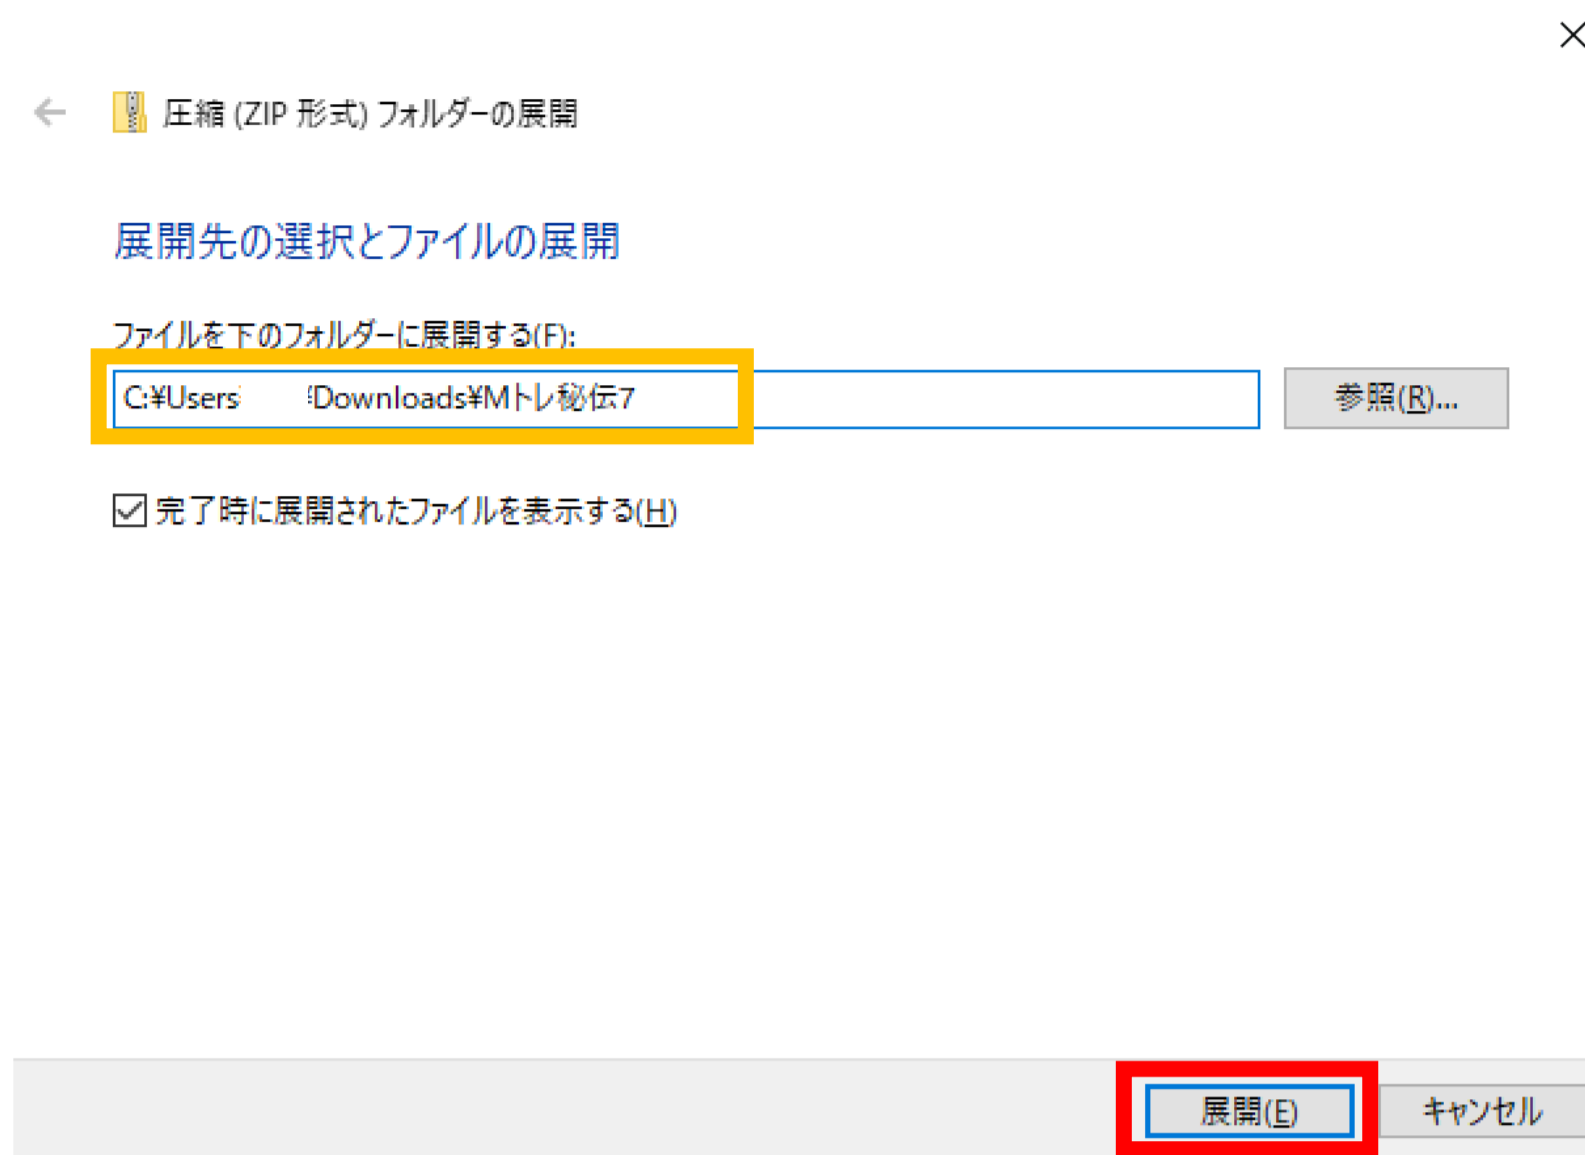 圧縮 (ZIP 形式) フォルダーの展開
展開先の選択とファイルの展開
ファイルを下のフォルダーに展開する(F):
C:¥Users ¥Downloads¥Mトレ秘伝7
参照(R)...
完了時に展開されたファイルを表示する(H)
展開(E)
キャンセル